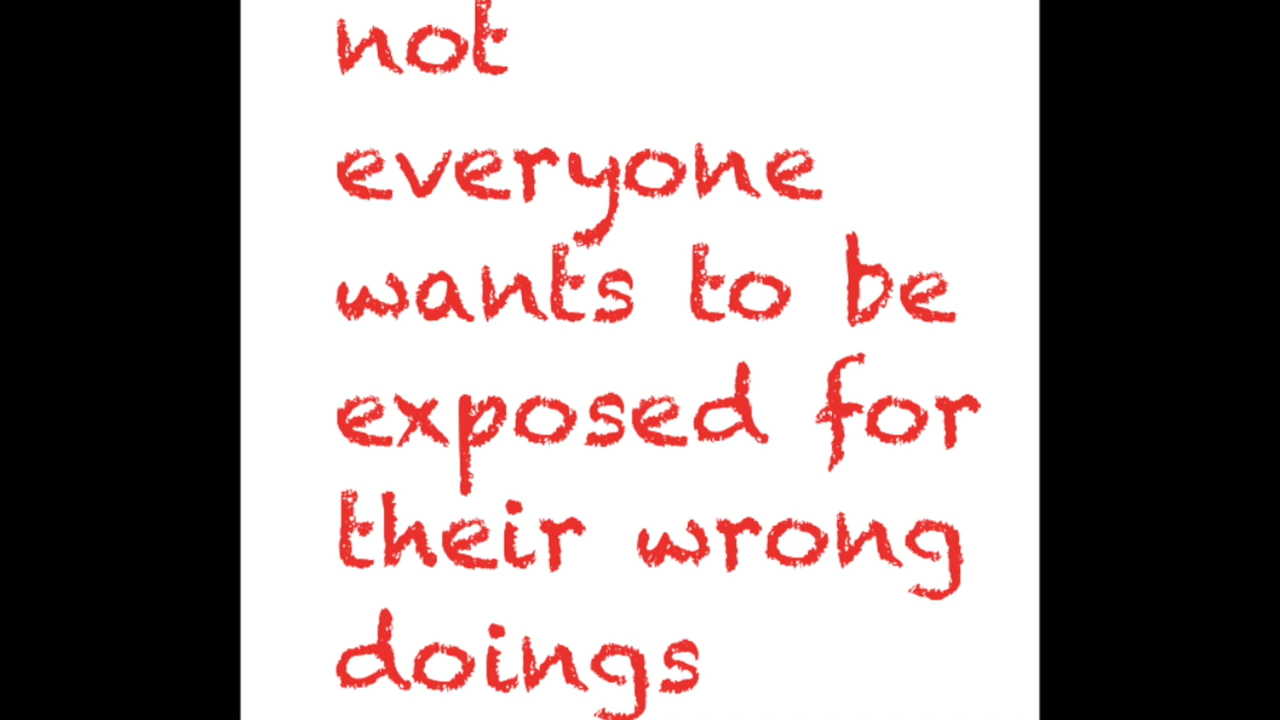 not
everyone
wants to be
exposed for
their wrong
doings